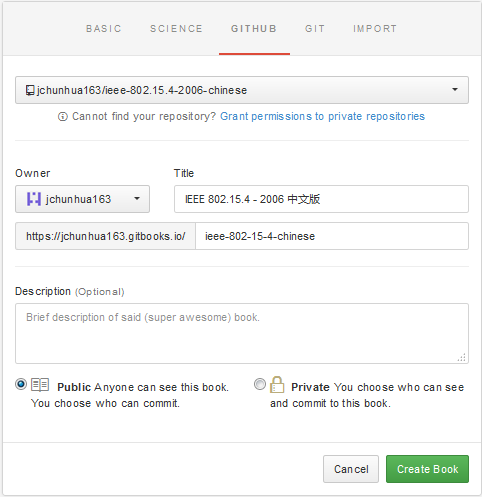 BASIC SCIENCE GITHUB GIT IMPORT
jchunhua163/ieee-802.15.4-2006-chinese
Cannot find your repository? Grant permissions to private repositories
Owner Title
jchunhua163 IEEE 802.15.4 - 2006 中文版
https://jchunhua163.gitbooks.io/ ieee-802-15-4-chinese
Description (Optional)
Brief description of said (super awesome) book.
Public Anyone can see this book. Private You choose who can see
You choose who can commit. and commit to this book.
Cancel Create Book